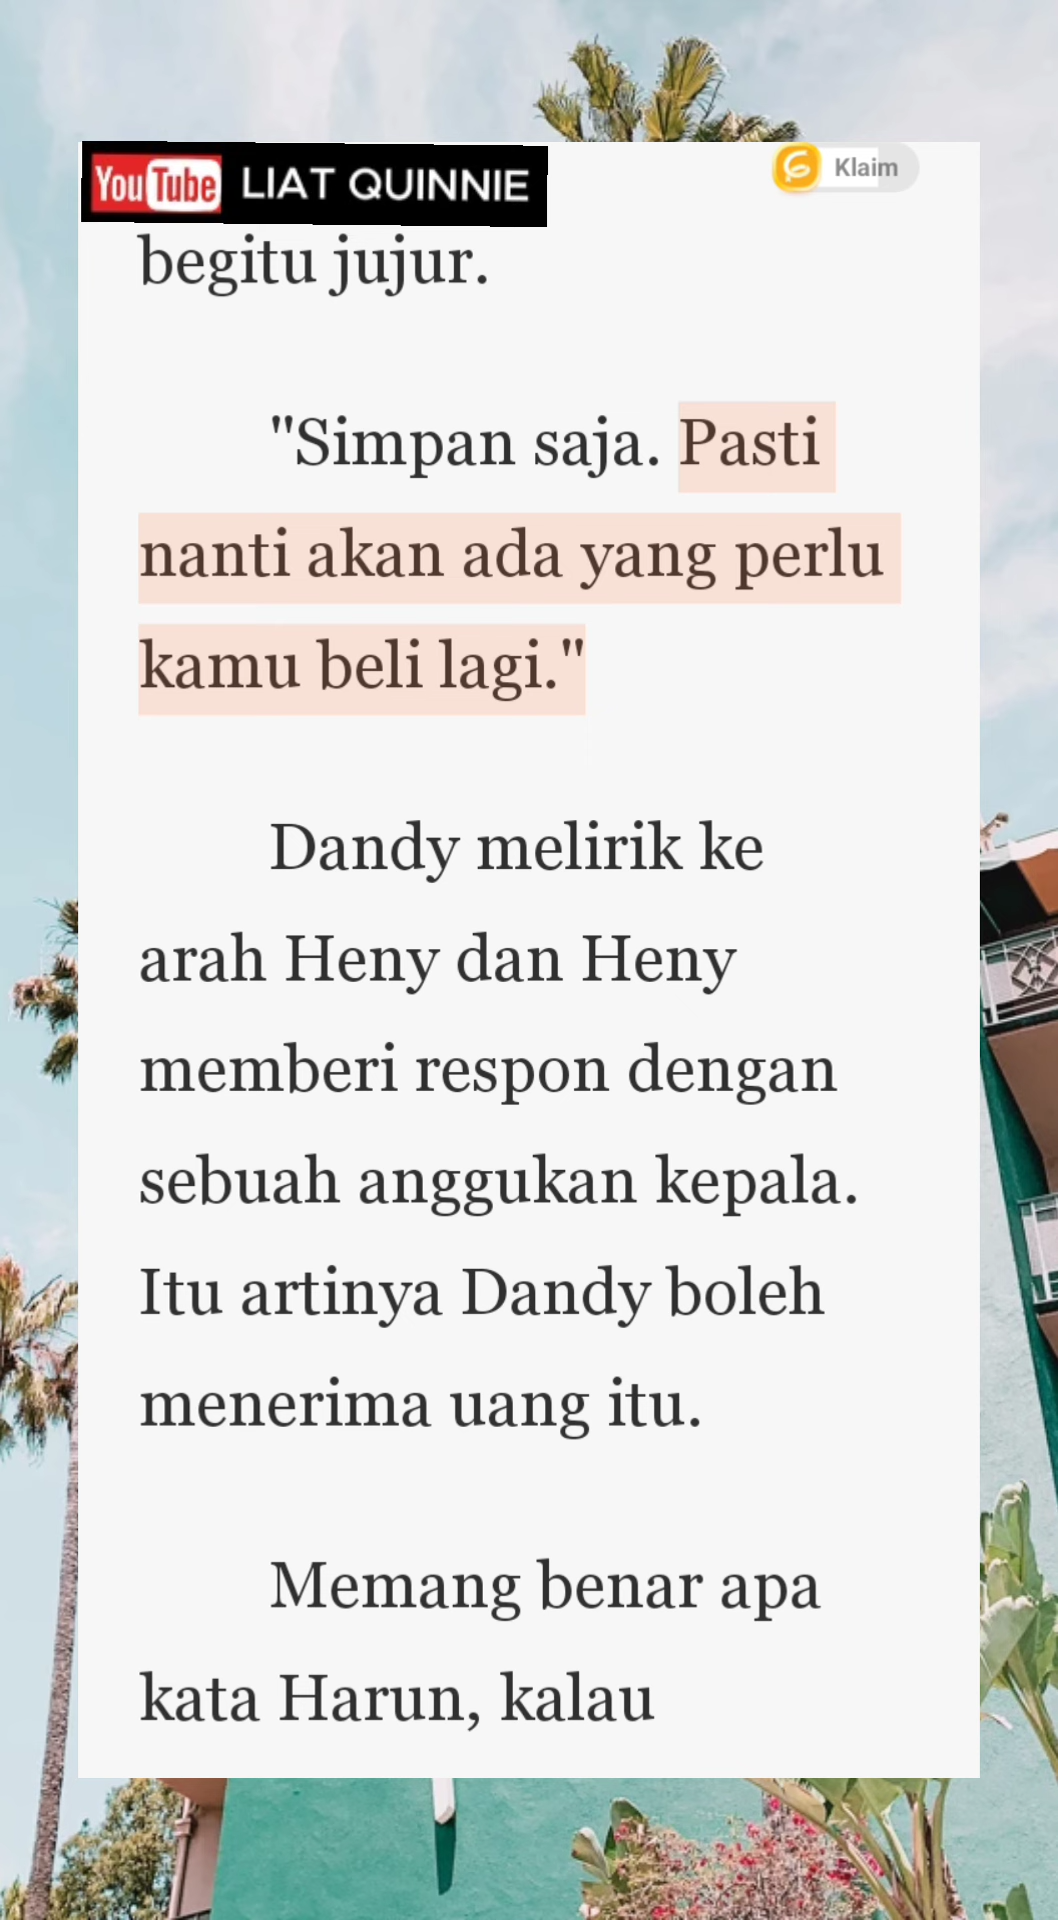 YouTube LIAT QUINNIE
Klaim
begitu jujur.
"Simpan saja. Pasti
nanti akan ada yang perlu
kamu beli lagi."
Dandy melirik ke
arah Heny dan Heny
memberi respon dengan
sebuah anggukan kepala.
Itu artinya Dandy boleh
menerima uang itu.
Memang benar apa
kata Harun, kalau